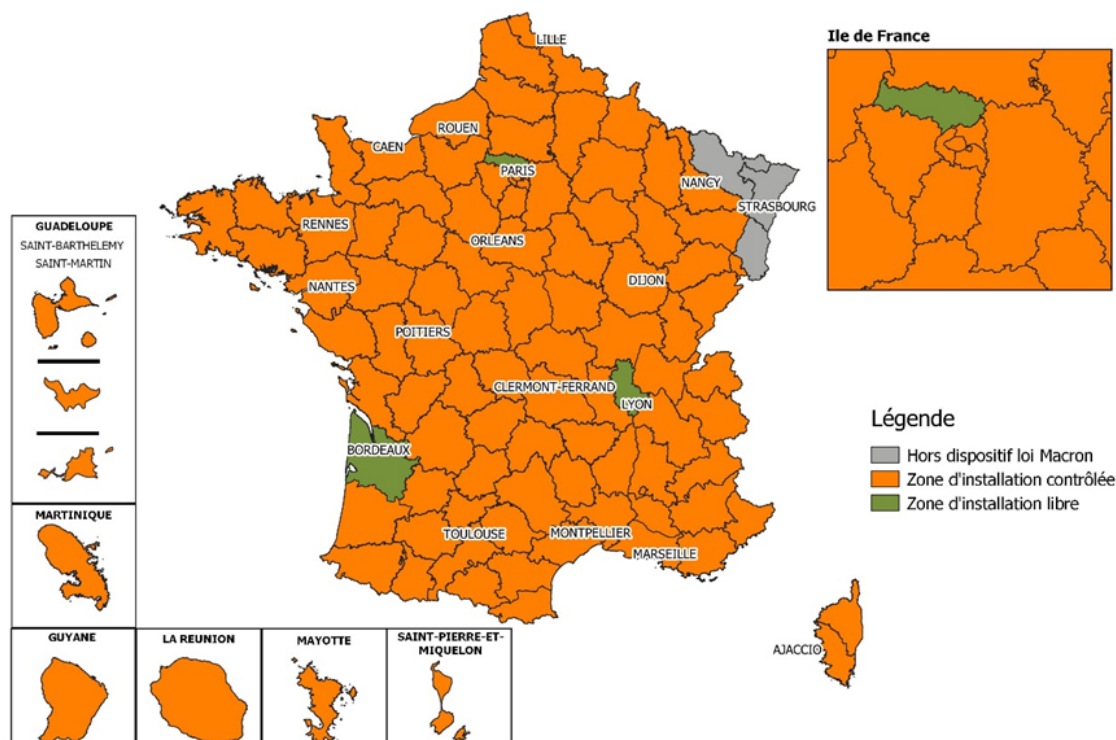 Ile de France
LILLE
ROUEN
CAEN
PARIS
NANCY
STRASBOURG
RENNES
ORLEANS
DIJON
NANTES
POITIERS
CLERMONT-FERRAND
LYON
BORDEAUX
TOULOUSE
MONTPELLIER
MARSEILLE
AJACCIO
GUADELOUPE
SAINT-BARTHELEMY
SAINT-MARTIN
MARTINIQUE
GUYANE
LA REUNION
MAYOTTE
SAINT-PIERRE-ET-
MIQUELON
Légende
Hors dispositif loi Macron
Zone d'installation contrôlée
Zone d'installation libre